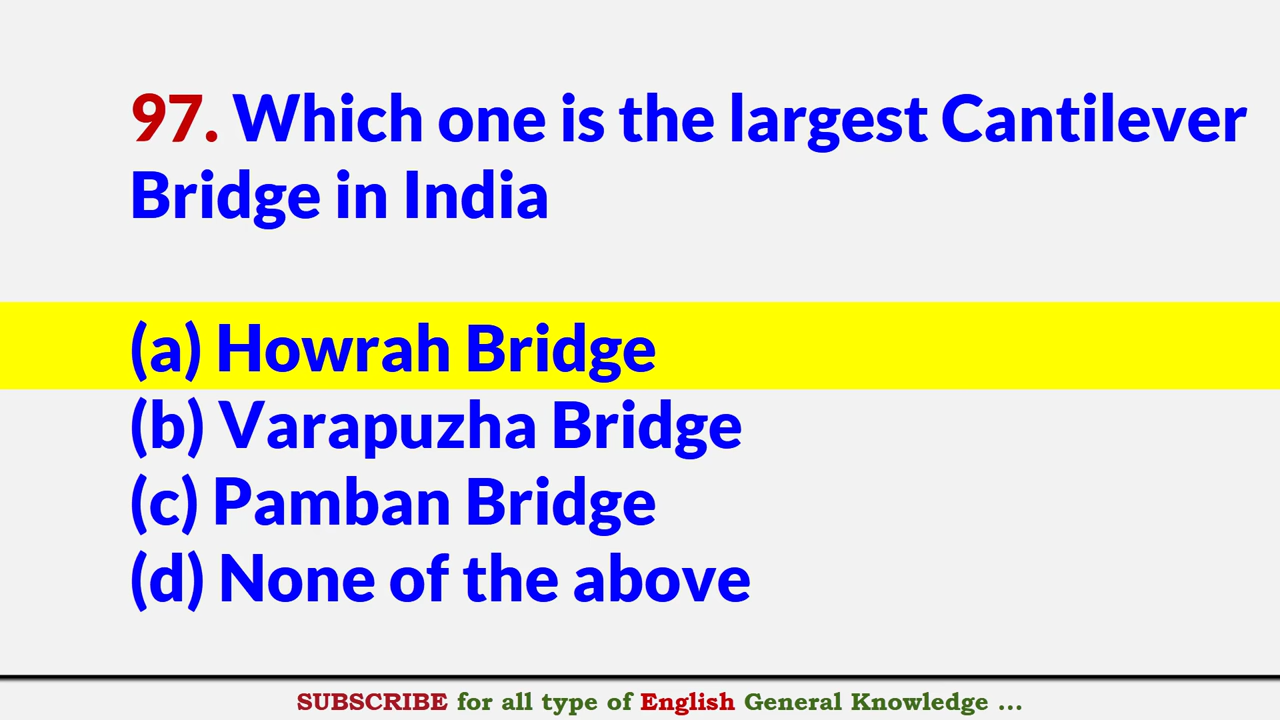 97. Which one is the largest Cantilever
Bridge in India
(a) Howrah Bridge
(b) Varapuzha Bridge
(c) Pamban Bridge
(d) None of the above
SUBSCRIBE for all type of English General Knowledge ...